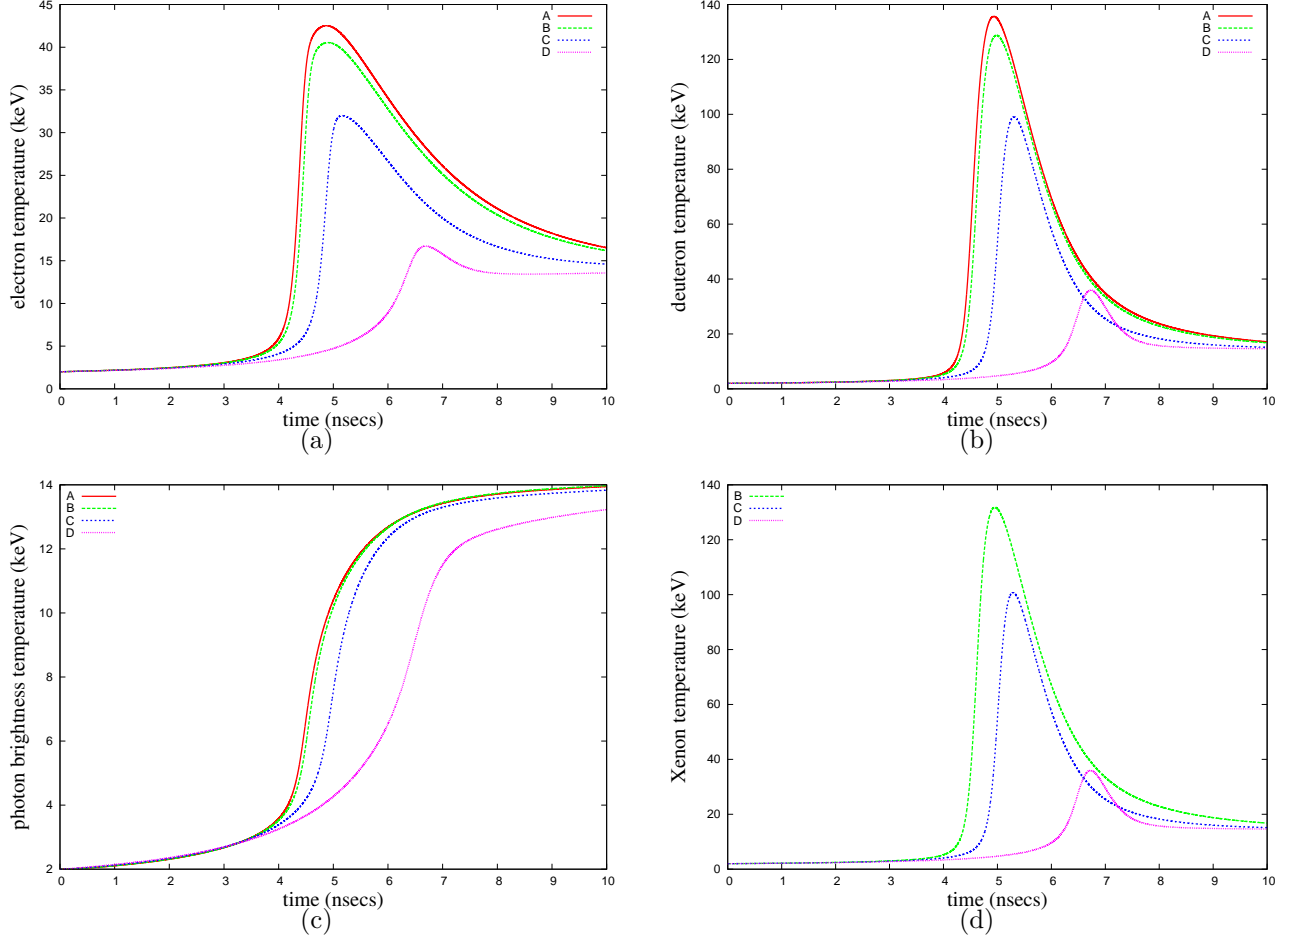 45
40
35
30
25
20
15
10
5
0
0 1 2 3 4 5 6 7 8 9 10
electron temperature (keV)
time (nsecs)
A
B
C
D
(a)
140
120
100
80
60
40
20
0
0 1 2 3 4 5 6 7 8 9 10
deuteron temperature (keV)
time (nsecs)
A
B
C
D
(b)
14
12
10
8
6
4
2
0 1 2 3 4 5 6 7 8 9 10
photon brightness temperature (keV)
time (nsecs)
A
B
C
D
(c)
140
120
100
80
60
40
20
0
0 1 2 3 4 5 6 7 8 9 10
Xenon temperature (keV)
time (nsecs)
B
C
D
(d)